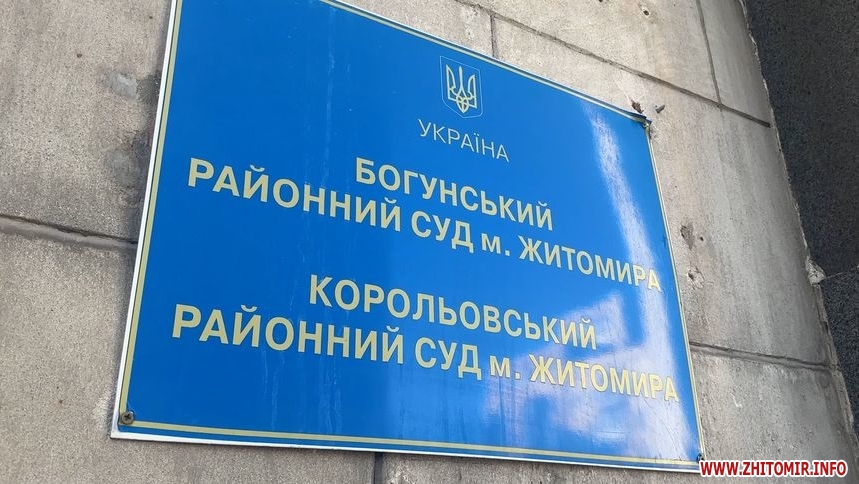 УКРАЇНА
БОГУНСЬКИЙ
РАЙОННИЙ СУД м. ЖИТОМИРА
КОРОЛЬОВСЬКИЙ
РАЙОННИЙ СУД м. ЖИТОМИРА
WWW.ZHITOMIR.INFO